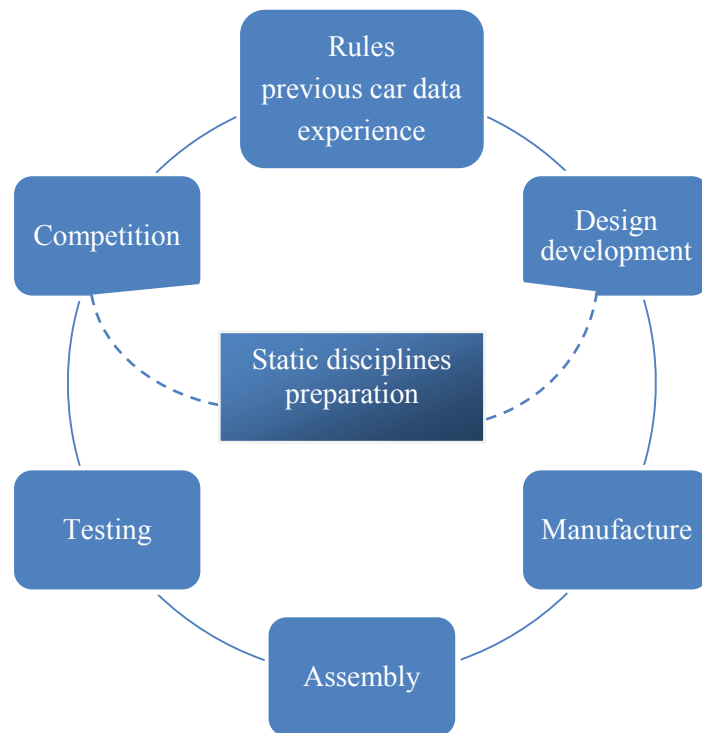 Rules
previous car data
experience
Competition
Design
development
Static disciplines
preparation
Testing
Manufacture
Assembly